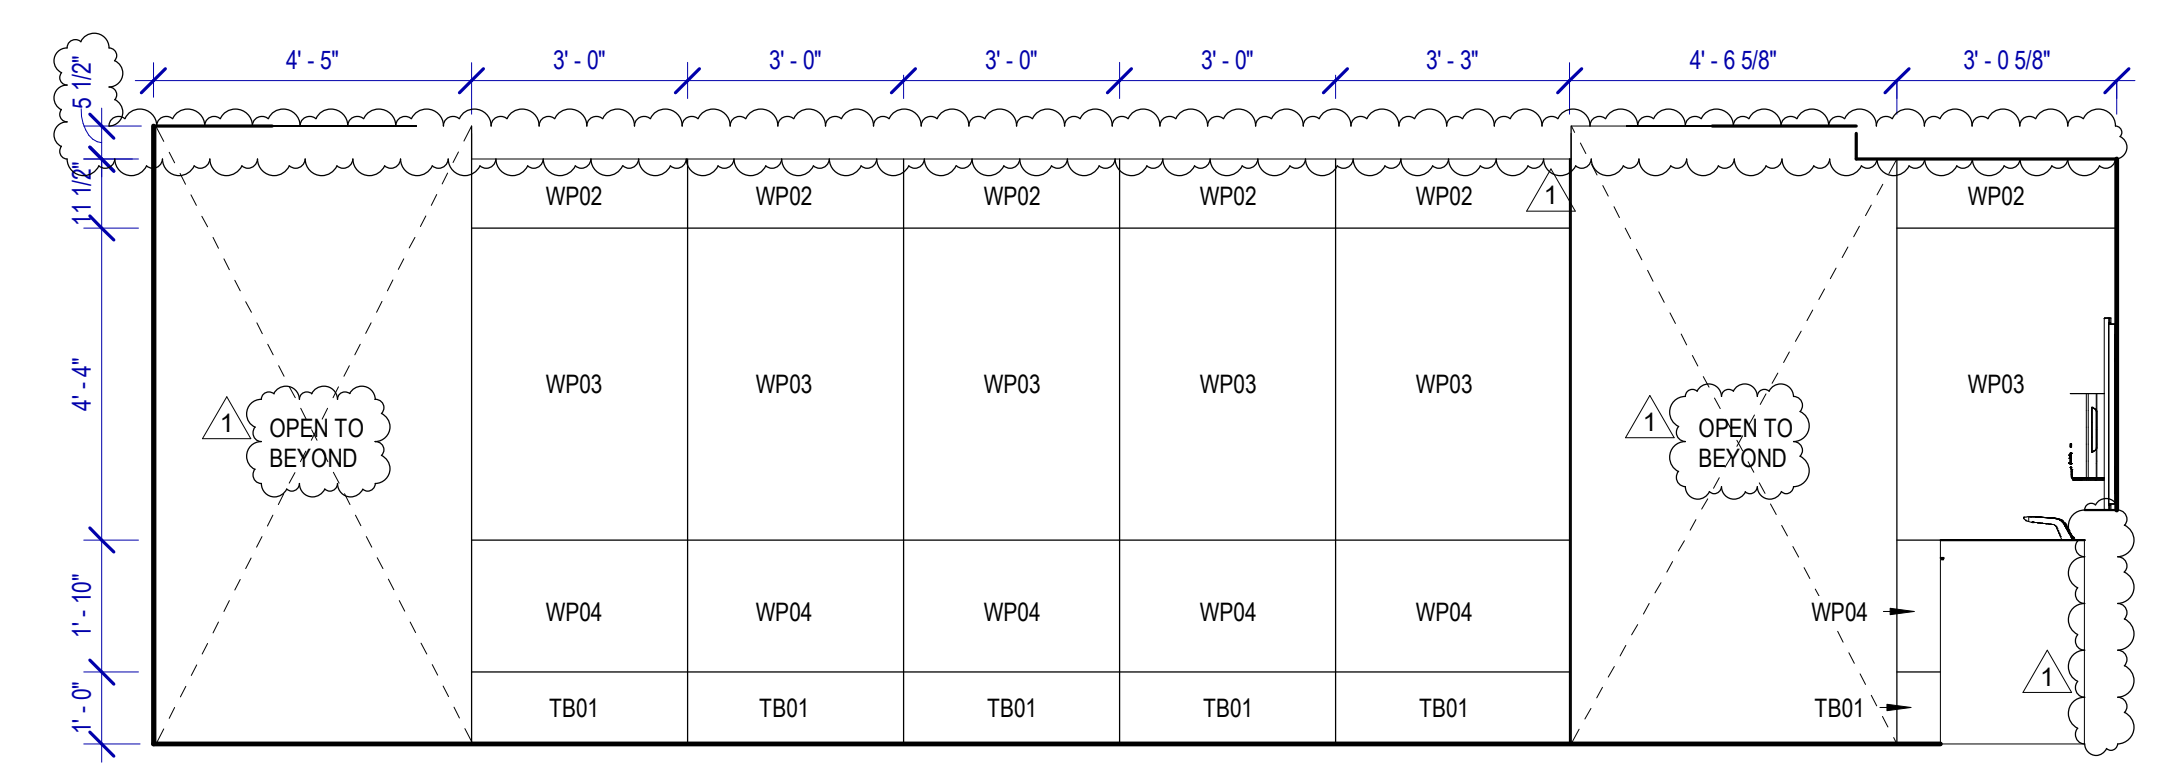 4' - 5"
3' - 0"
3' - 0"
3' - 0"
3' - 0"
3' - 3"
4' - 6 5/8"
3' - 0 5/8"
5 1/2"
11 1/2"
4' - 4"
1' - 10"
1' - 0"
WP02
WP02
WP02
WP02
WP02
1
WP02
WP03
WP03
WP03
WP03
WP03
WP03
1
OPEN TO
BEYOND
1
OPEN TO
BEYOND
WP04
WP04
WP04
WP04
WP04
WP04
1
TB01
TB01
TB01
TB01
TB01
TB01